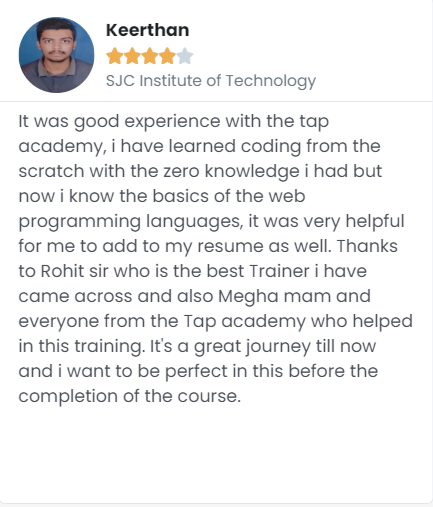 Keerthan
SJC Institute of Technology
It was good experience with the tap
academy, i have learned coding from the
scratch with the zero knowledge i had but
now i know the basics of the web
programming languages, it was very helpful
for me to add to my resume as well. Thanks
to Rohit sir who is the best Trainer i have
came across and also Megha mam and
everyone from the Tap academy who helped
in this training. It's a great journey till now
and i want to be perfect in this before the
completion of the course.